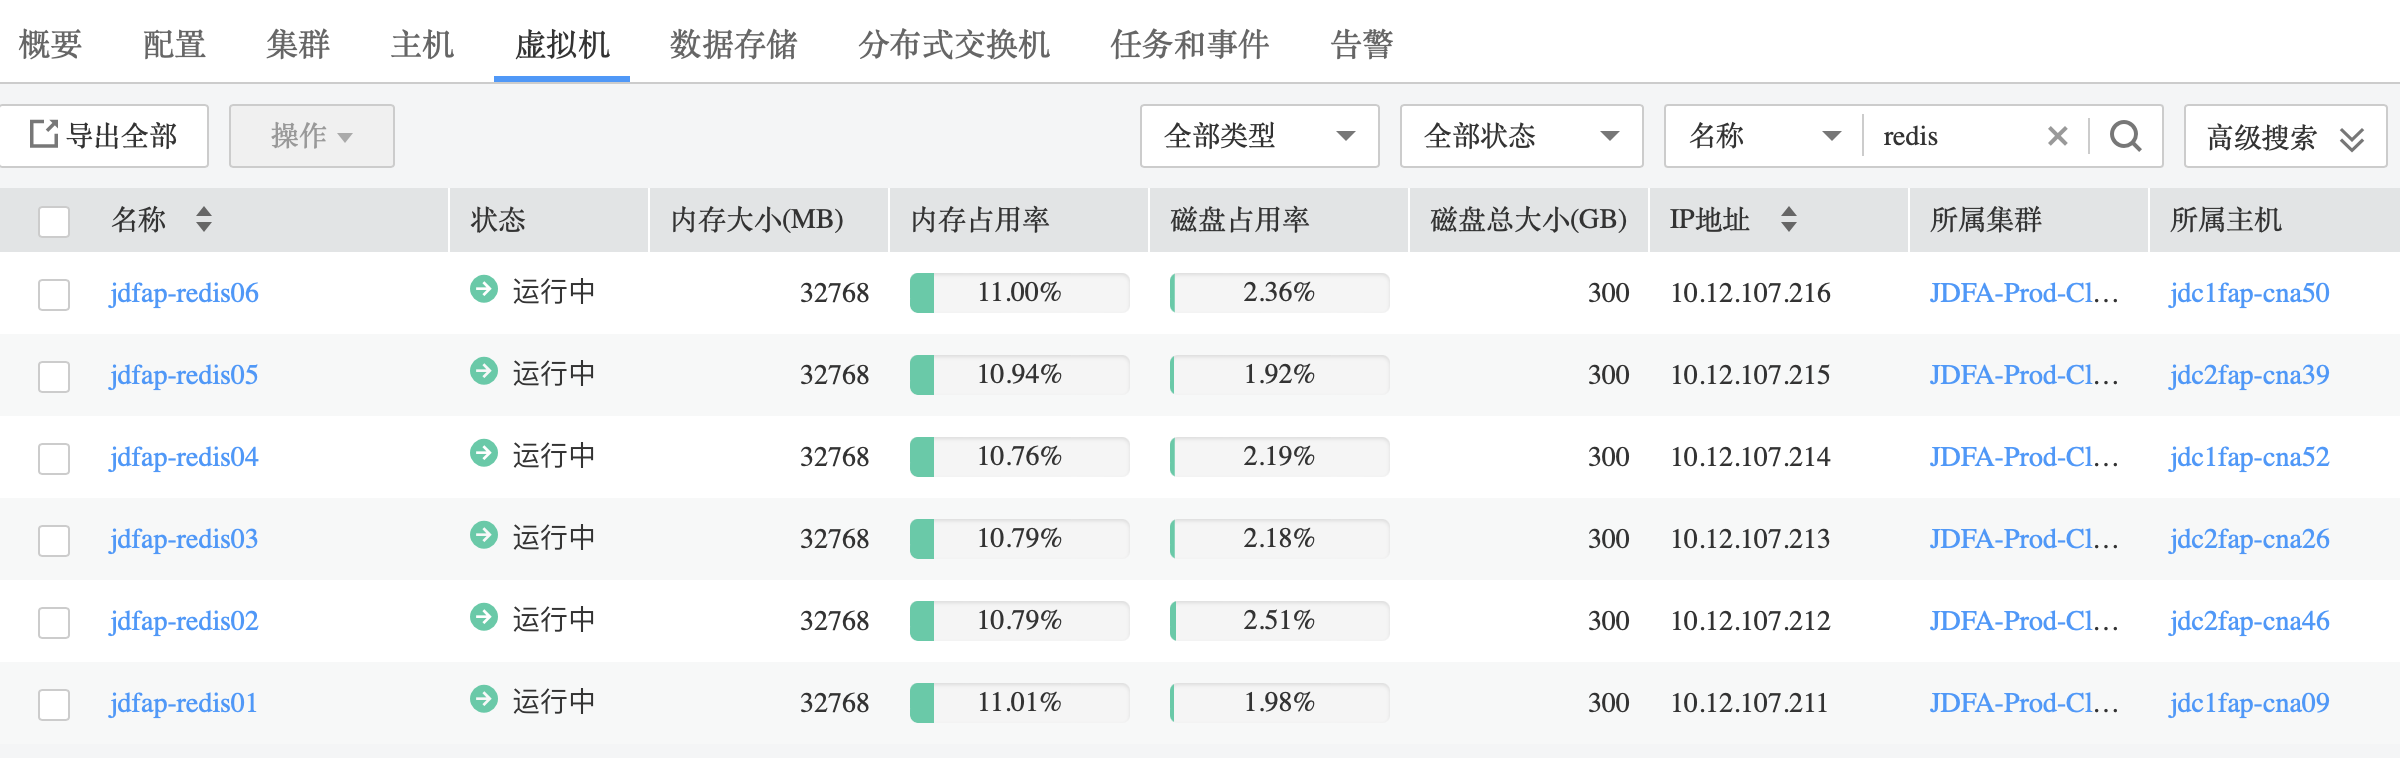 概要 配置 集群 主机 虚拟机 数据存储 分布式交换机 任务和事件 告警
导出全部 操作 全部类型 全部状态 名称 redis 高级搜索
名称 状态 内存大小(MB) 内存占用率 磁盘占用率 磁盘总大小(GB) IP地址 所属集群 所属主机
jdfap-redis06 运行中 32768 11.00% 2.36% 300 10.12.107.216 JDFA-Prod-Cl... jdc1fap-cna50
jdfap-redis05 运行中 32768 10.94% 1.92% 300 10.12.107.215 JDFA-Prod-Cl... jdc2fap-cna39
jdfap-redis04 运行中 32768 10.76% 2.19% 300 10.12.107.214 JDFA-Prod-Cl... jdc1fap-cna52
jdfap-redis03 运行中 32768 10.79% 2.18% 300 10.12.107.213 JDFA-Prod-Cl... jdc2fap-cna26
jdfap-redis02 运行中 32768 10.79% 2.51% 300 10.12.107.212 JDFA-Prod-Cl... jdc2fap-cna46
jdfap-redis01 运行中 32768 11.01% 1.98% 300 10.12.107.211 JDFA-Prod-Cl... jdc1fap-cna09